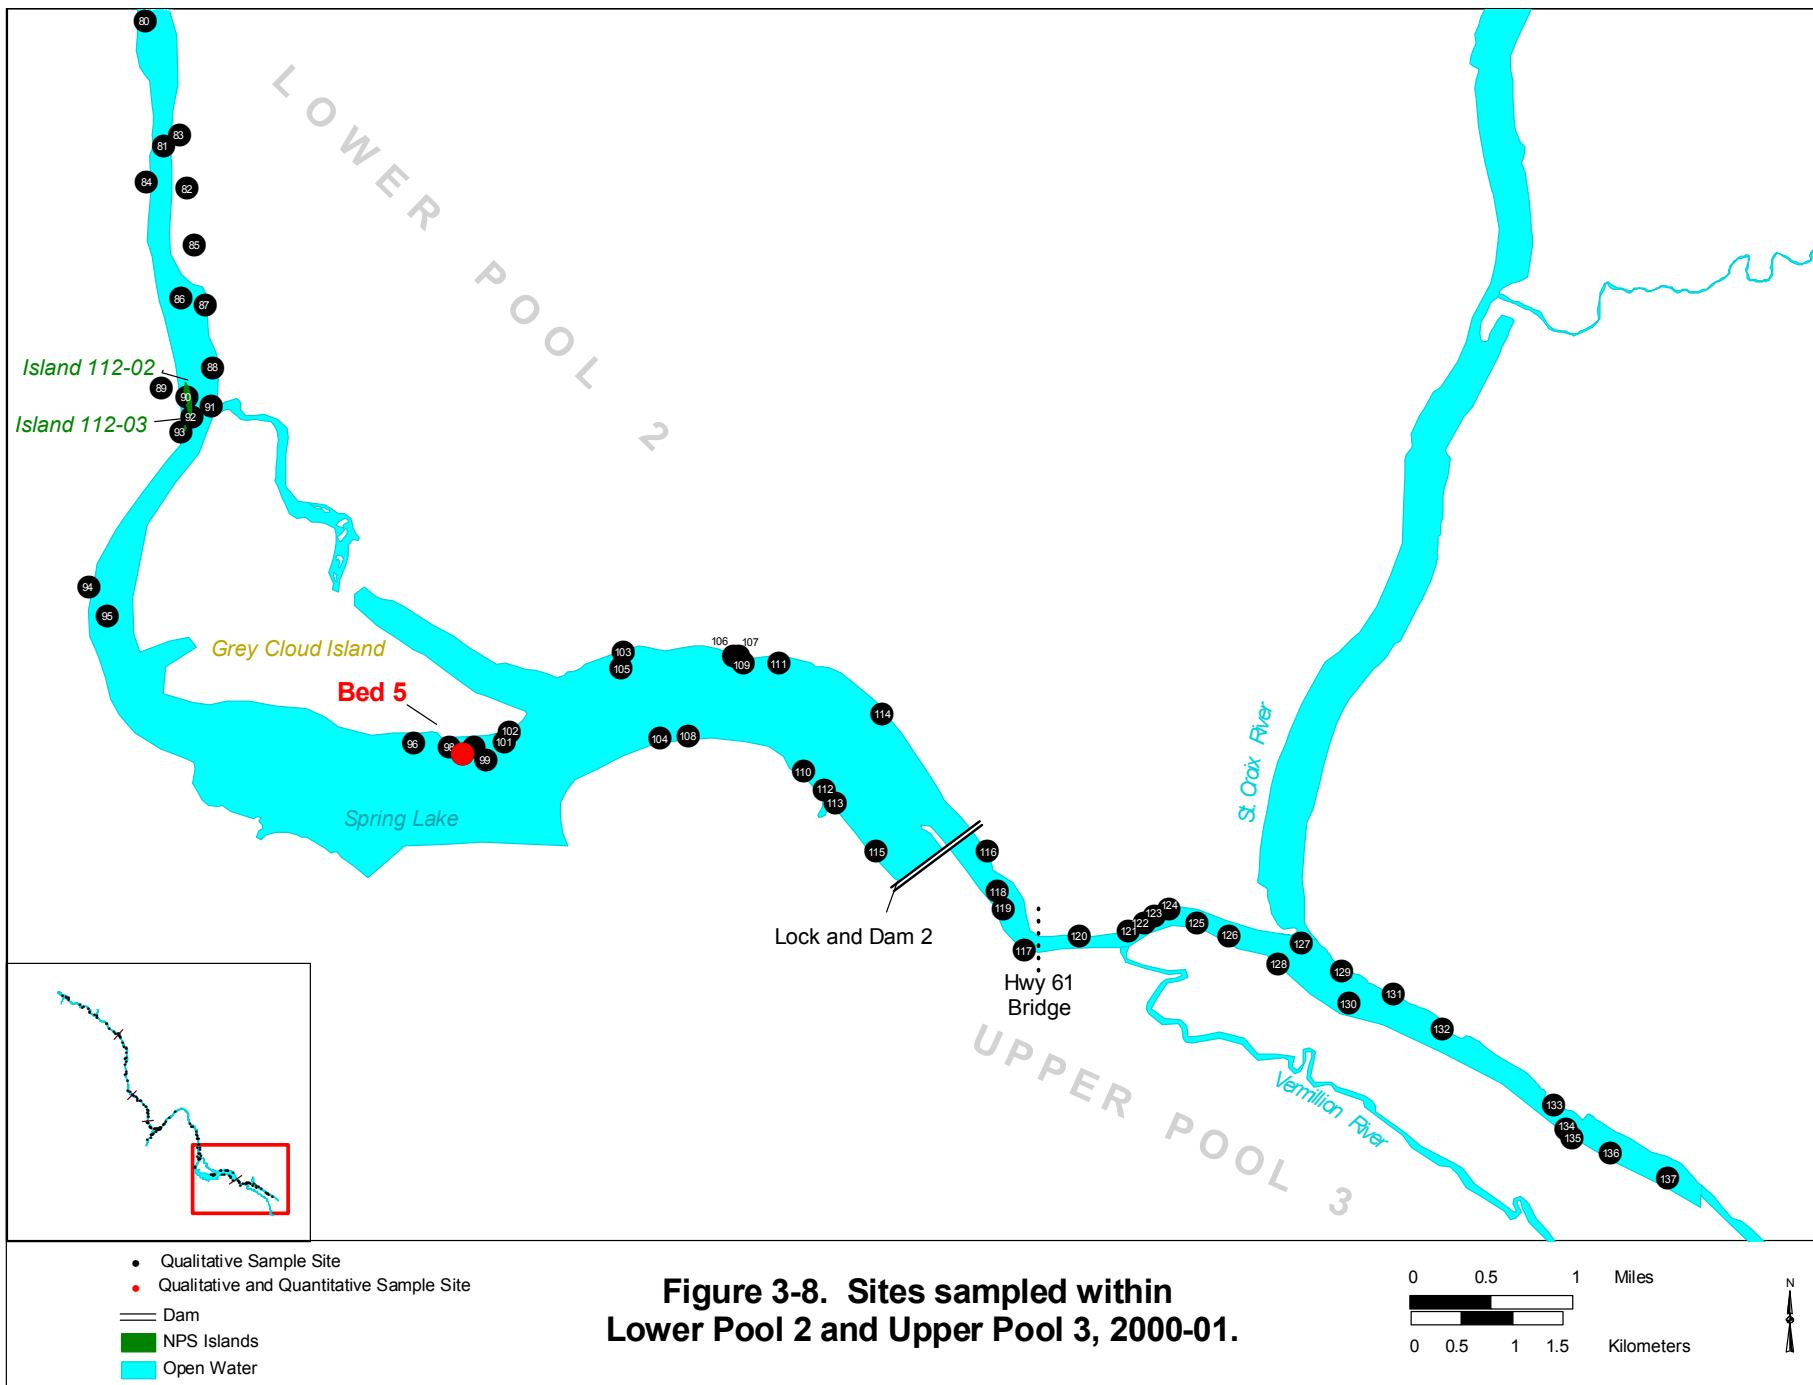 80
LOWER POOL 2
83
81
84
82
85
86
87
Island 112-02
88
89
90
91
Island 112-03
92
93
94
95
Grey Cloud Island
Bed 5
96
98
99
101
102
103
105
106
107
109
111
104
108
114
110
112
113
115
Spring Lake
116
118
119
117
Lock and Dam 2
Hwy 61
Bridge
120
121
122
123
124
125
126
127
128
129
130
131
132
133
134
135
136
137
St. Croix River
Vermillion River
UPPER POOL 3
Qualitative Sample Site
Qualitative and Quantitative Sample Site
Dam
NPS Islands
Open Water
Figure 3-8. Sites sampled within
Lower Pool 2 and Upper Pool 3, 2000-01.
0 0.5 1 Miles
0 0.5 1 1.5 Kilometers
N